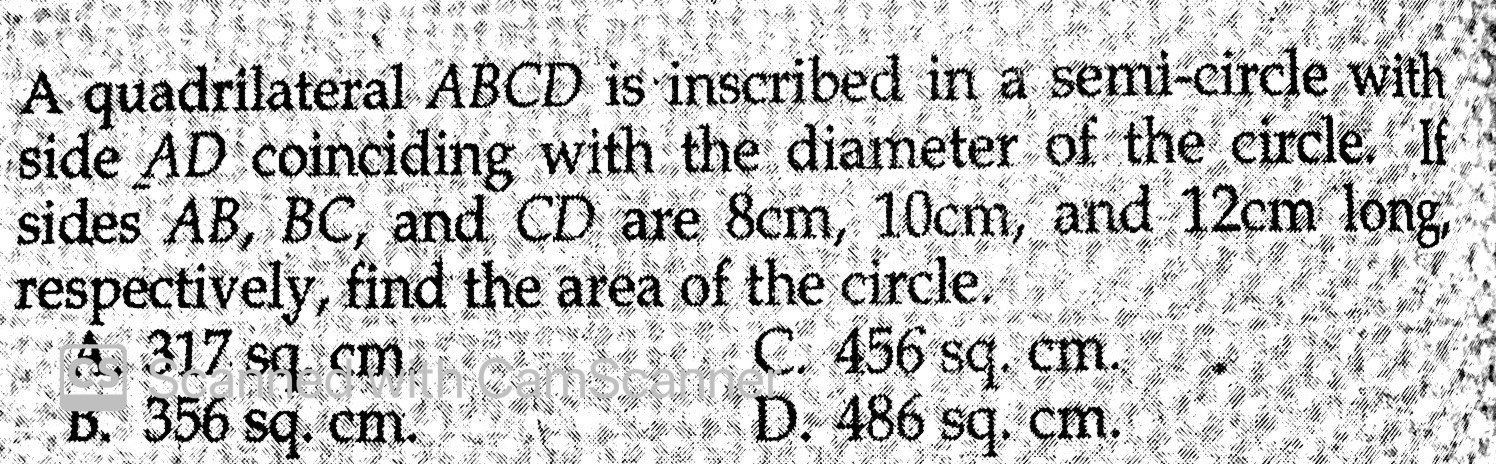 A quadrilateral ABCD is inscribed in a semi-circle with
side AD coinciding with the diameter of the circle. If
sides AB, BC, and CD are 8cm, 10cm, and 12cm long,
respectively, find the area of the circle.
A. 317 sq. cm. C. 456 sq. cm.
CS Scanned with CamScanner
B. 356 sq. cm. D. 486 sq. cm.